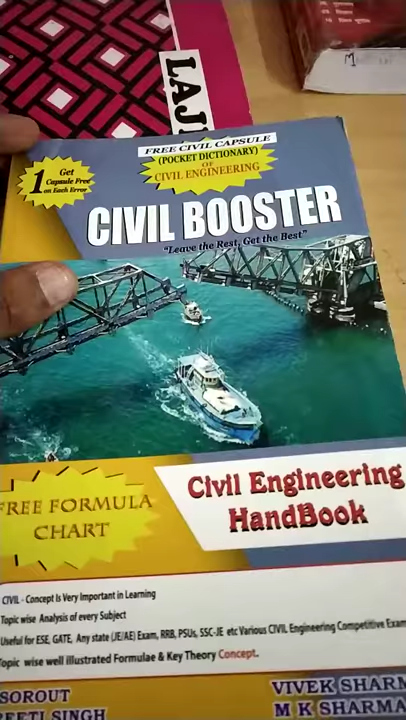 LAJ
FREE CIVIL CAPSULE
(POCKET DICTIONARY)
OF
CIVIL ENGINEERING
1 Get
Capsule Free
on Each Error
CIVIL BOOSTER
"Leave the Rest, Get the Best"
FREE FORMULA
CHART
Civil Engineering
HandBook
CIVIL - Concept Is Very Important in Learning
Topic wise Analysis of every Subject
Useful for ESE, GATE, Any state (JE/AE) Exam, RRB, PSUs, SSC-JE etc Various CIVIL Engineering Competitive Exam
Topic wise well illustrated Formulae & Key Theory Concept.
SOROUT
VIVEK SHARM
EETI SINGH
M K SHARMA